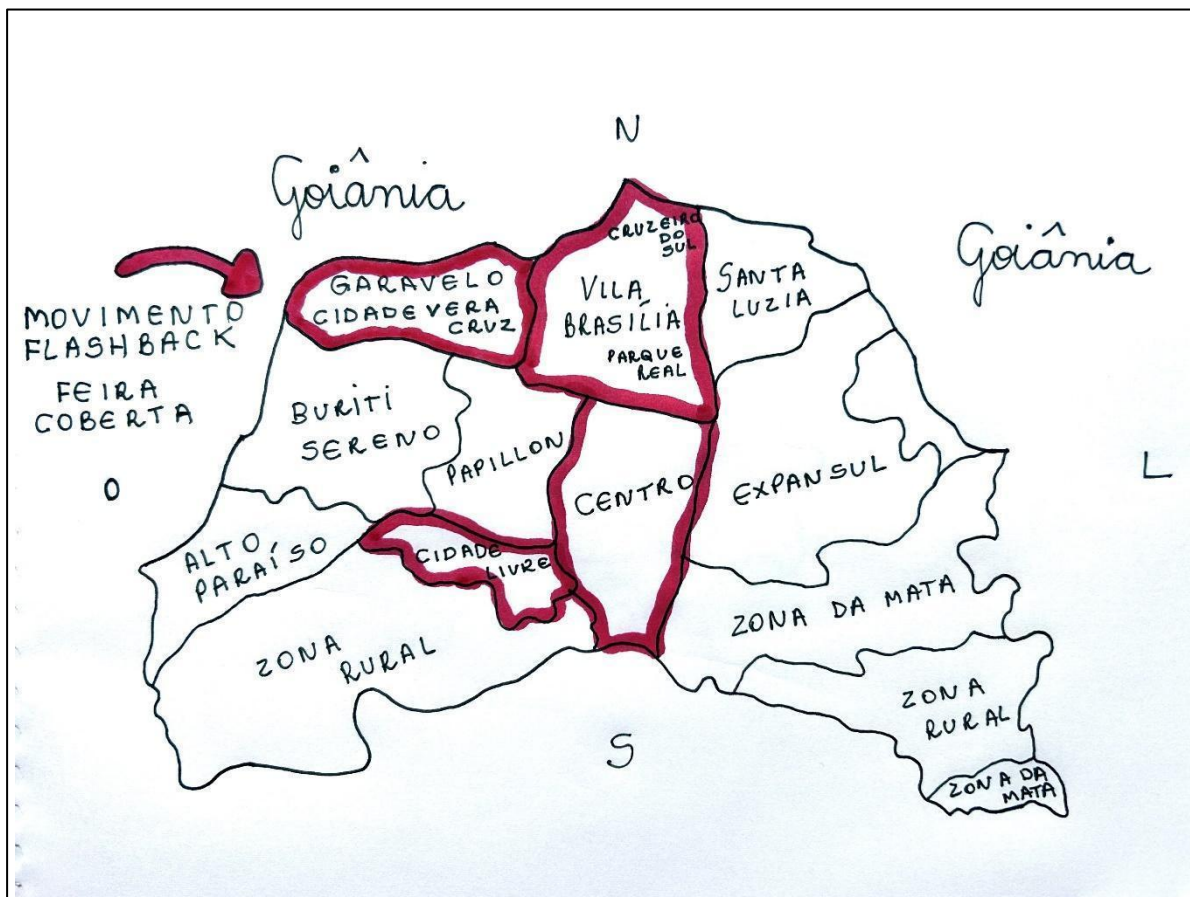 N
Goiânia
Goiânia
MOVIMENTO
FLASHBACK
FEIRA
COBERTA
GARAVELO
CIDADE VERA
CRUZ
CRUZEIRO
DO
SUL
VILA
BRASÍLIA
PARQUE
REAL
SANTA
LUZIA
BURITI
SERENO
PAPILLON
CENTRO
EXPANSUL
O
L
ALTO
PARAÍSO
CIDADE
LIVRE
ZONA
RURAL
ZONA DA MATA
S
ZONA
RURAL
ZONA DA
MATA